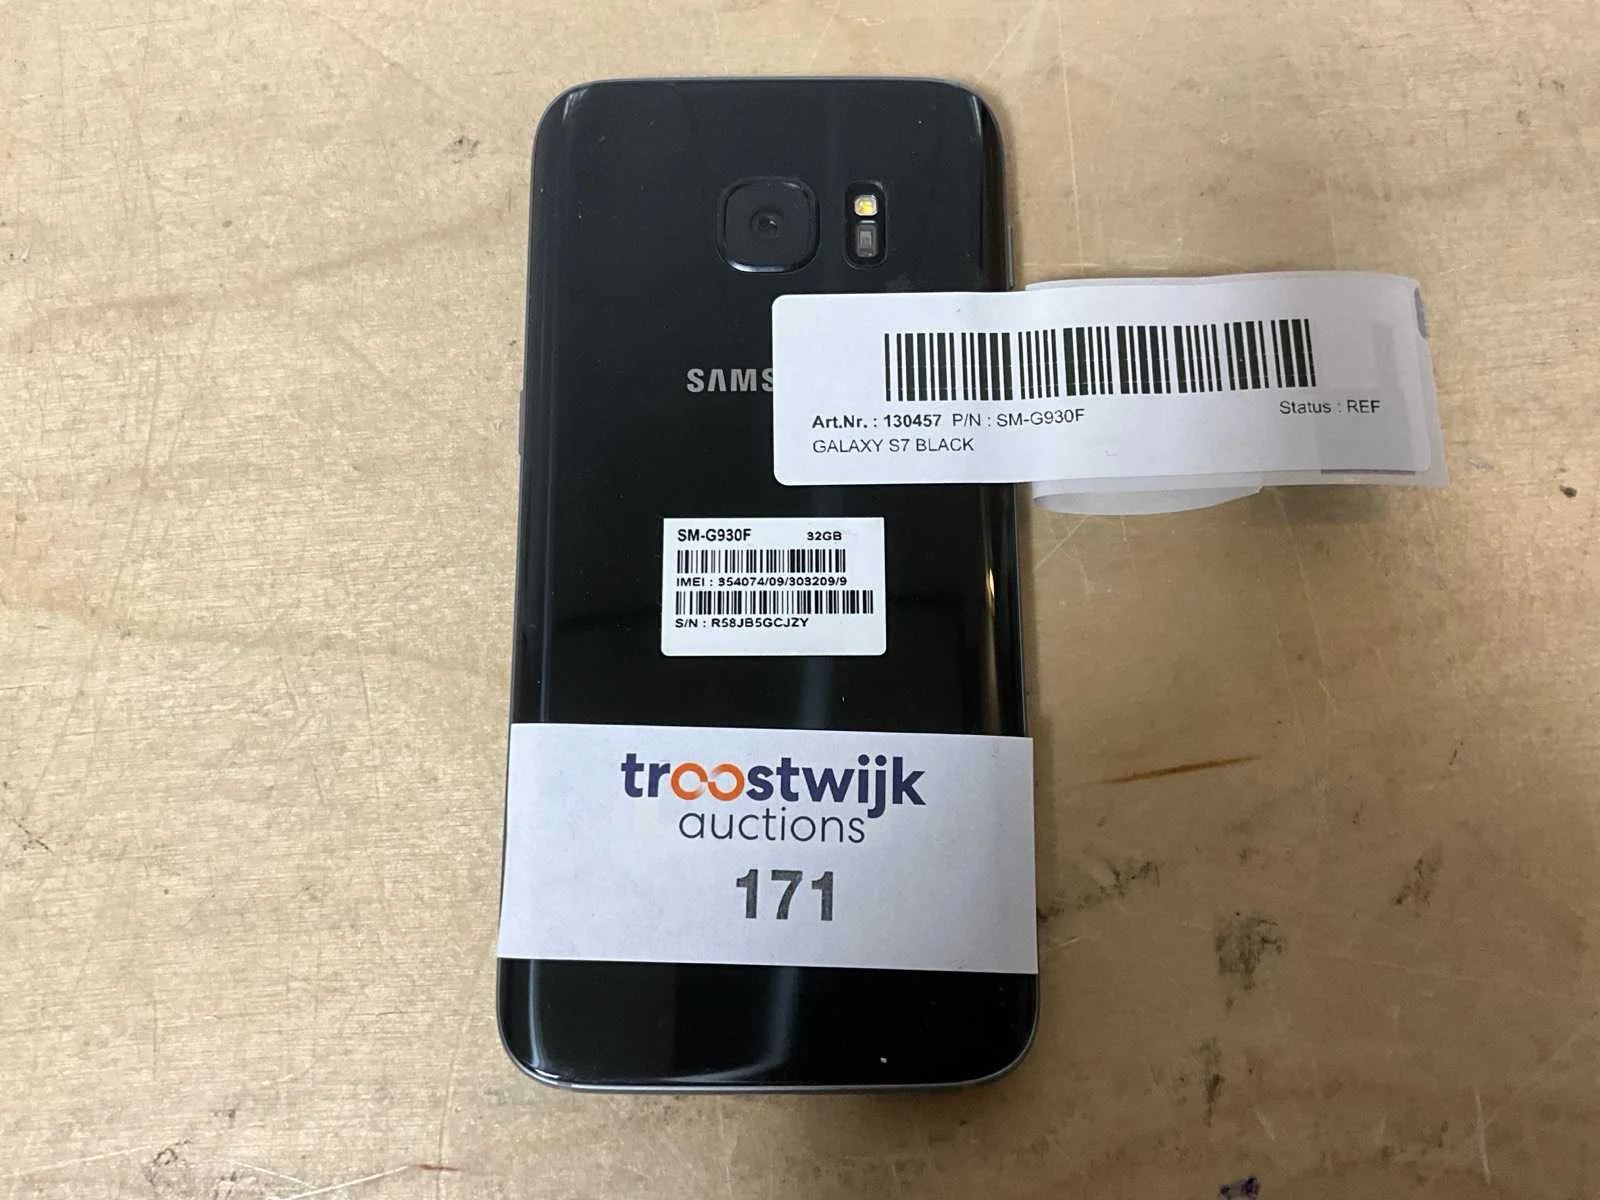 SAMS
Art.Nr. : 130457 P/N : SM-G930F
Status : REF
GALAXY S7 BLACK
SM-G930F 32GB
IMEI : 354074/09/303209/9
S/N : R58JB5GCJZY
troostwijk
auctions
171